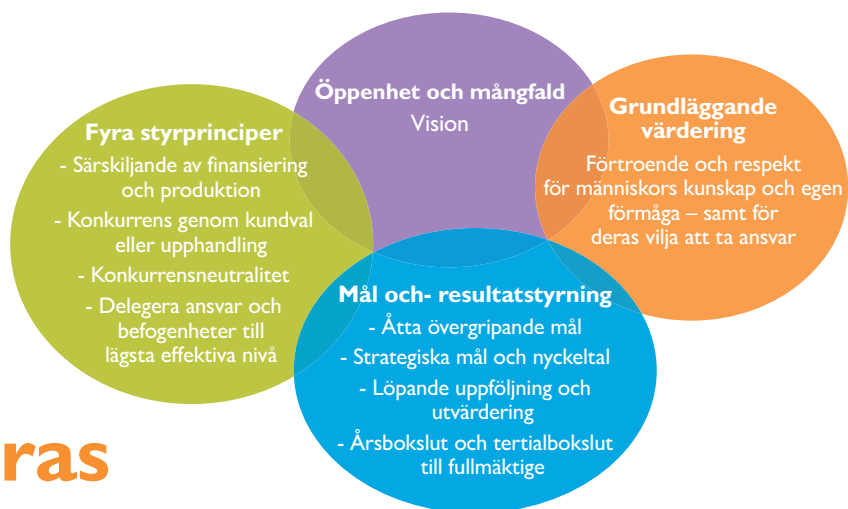 Öppenhet och mångfald
Vision
Fyra styrprinciper
- Särskiljande av finansiering
och produktion
- Konkurrens genom kundval
eller upphandling
- Konkurrensneutralitet
- Delegera ansvar och
befogenheter till
lägsta effektiva nivå
Grundläggande
värdering
Förtroende och respekt
för människors kunskap och egen
förmåga – samt för
deras vilja att ta ansvar
Mål och- resultatstyrning
- Åtta övergripande mål
- Strategiska mål och nyckeltal
- Löpande uppföljning och
utvärdering
- Årsbokslut och tertialbokslut
till fullmäktige
ras